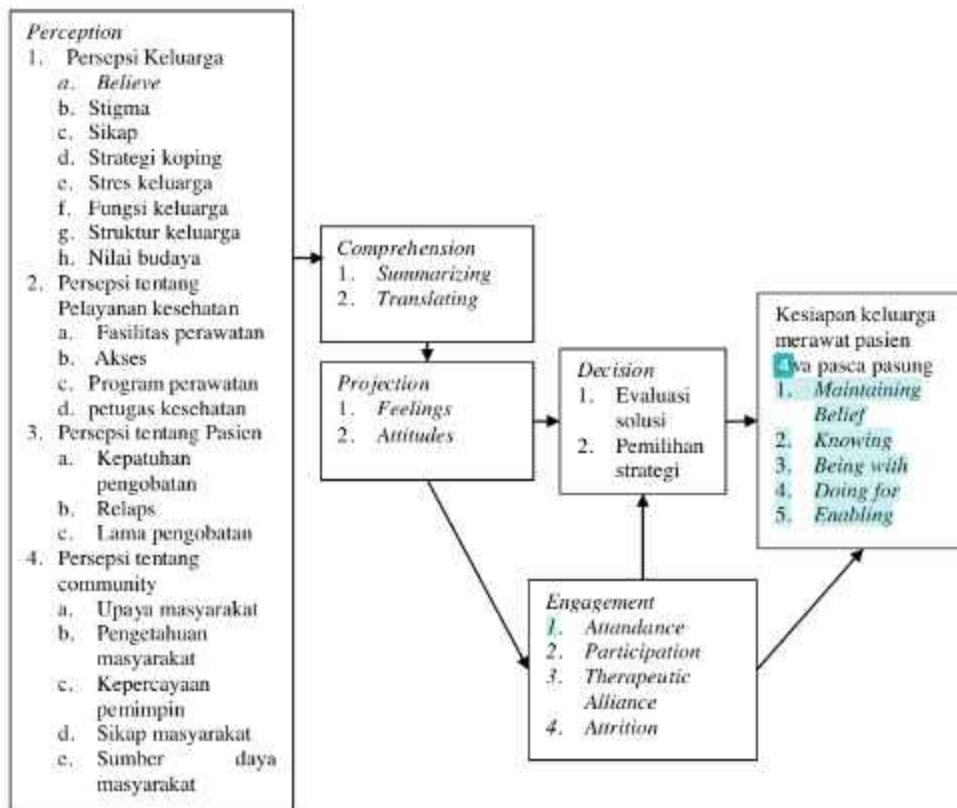 Perception
1. Persepsi Keluarga
a. Believe
b. Stigma
c. Sikap
d. Strategi koping
e. Stres keluarga
f. Fungsi keluarga
g. Struktur keluarga
h. Nilai budaya
2. Persepsi tentang
Pelayanan kesehatan
a. Fasilitas perawatan
b. Akses
c. Program perawatan
d. petugas kesehatan
3. Persepsi tentang Pasien
a. Kepatuhan
pengobatan
b. Relaps
c. Lama pengobatan
4. Persepsi tentang
community
a. Upaya masyarakat
b. Pengetahuan
masyarakat
c. Kepercayaan
pemimpin
d. Sikap masyarakat
e. Sumber daya
masyarakat
Comprehension
1. Summarizing
2. Translating
Projection
1. Feelings
2. Attitudes
Decision
1. Evaluasi
solusi
2. Pemilihan
strategi
Engagement
1. Attandance
2. Participation
3. Therapeutic
Alliance
4. Attrition
Kesiapan keluarga
merawat pasien
pasca pasung
1. Maintaining
Belief
2. Knowing
3. Being with
4. Doing for
5. Enabling